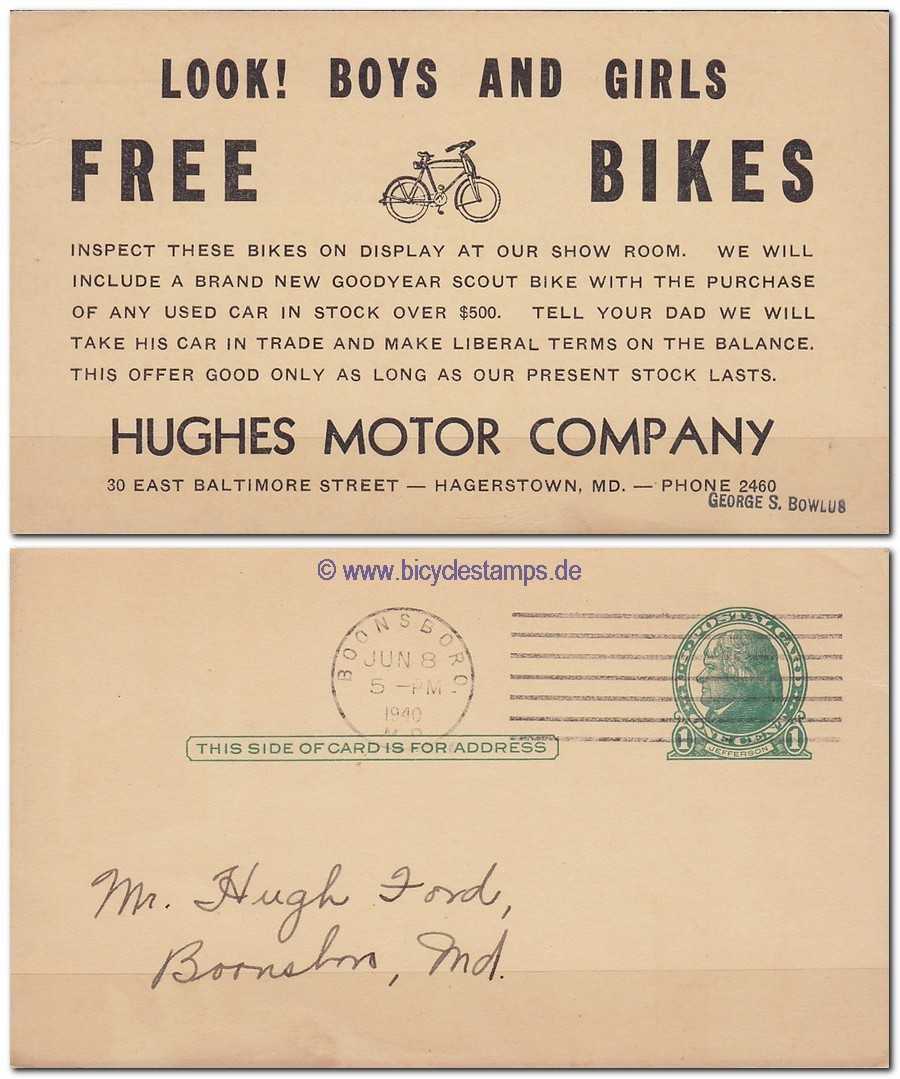 LOOK! BOYS AND GIRLS
FREE BIKES
INSPECT THESE BIKES ON DISPLAY AT OUR SHOW ROOM. WE WILL
INCLUDE A BRAND NEW GOODYEAR SCOUT BIKE WITH THE PURCHASE
OF ANY USED CAR IN STOCK OVER $500. TELL YOUR DAD WE WILL
TAKE HIS CAR IN TRADE AND MAKE LIBERAL TERMS ON THE BALANCE.
THIS OFFER GOOD ONLY AS LONG AS OUR PRESENT STOCK LASTS.
HUGHES MOTOR COMPANY
30 EAST BALTIMORE STREET — HAGERSTOWN, MD. — PHONE 2460
GEORGE S. BOWLUS
© www.bicyclestamps.de
BOONSBORO
JUN 8
5 - PM
1940
MD.
U.S. POSTAL CARD
1 ONE CENT 1
JEFFERSON
THIS SIDE OF CARD IS FOR ADDRESS
Mr. Hugh Ford,
Boonsboro, Md.